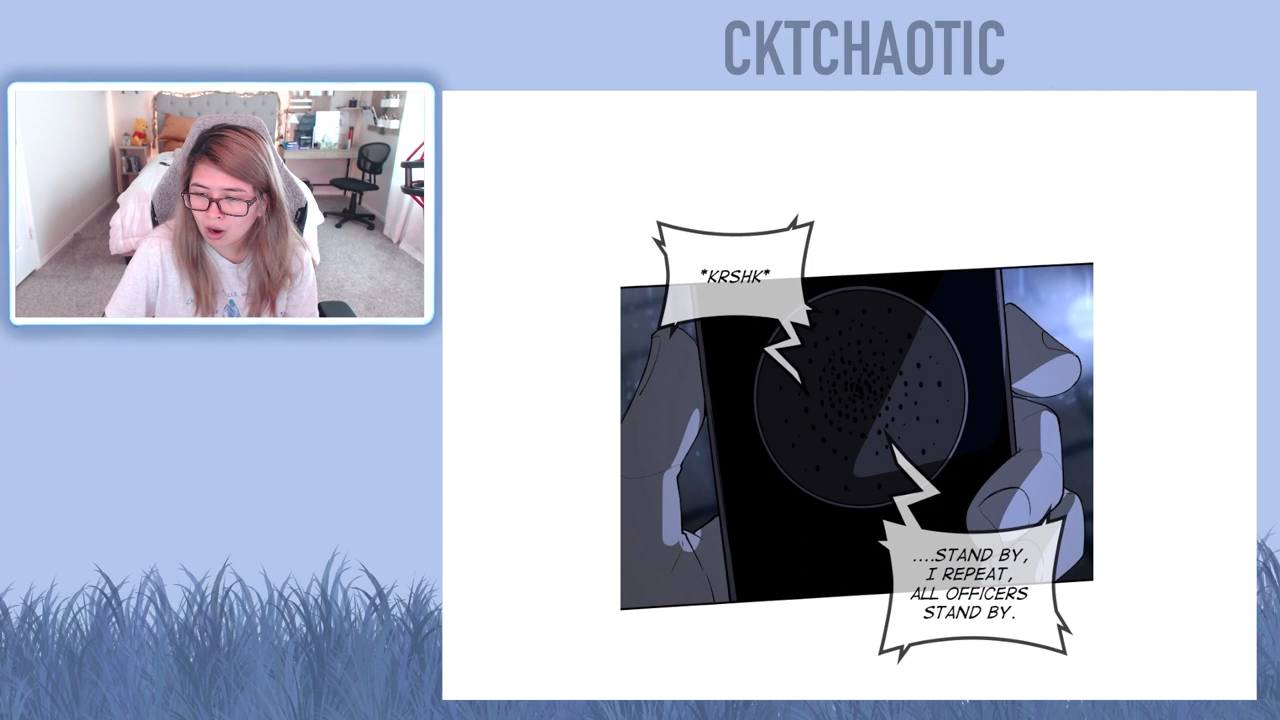 CKTCHAOTIC
*KRSHK*
....STAND BY,
I REPEAT,
ALL OFFICERS
STAND BY.